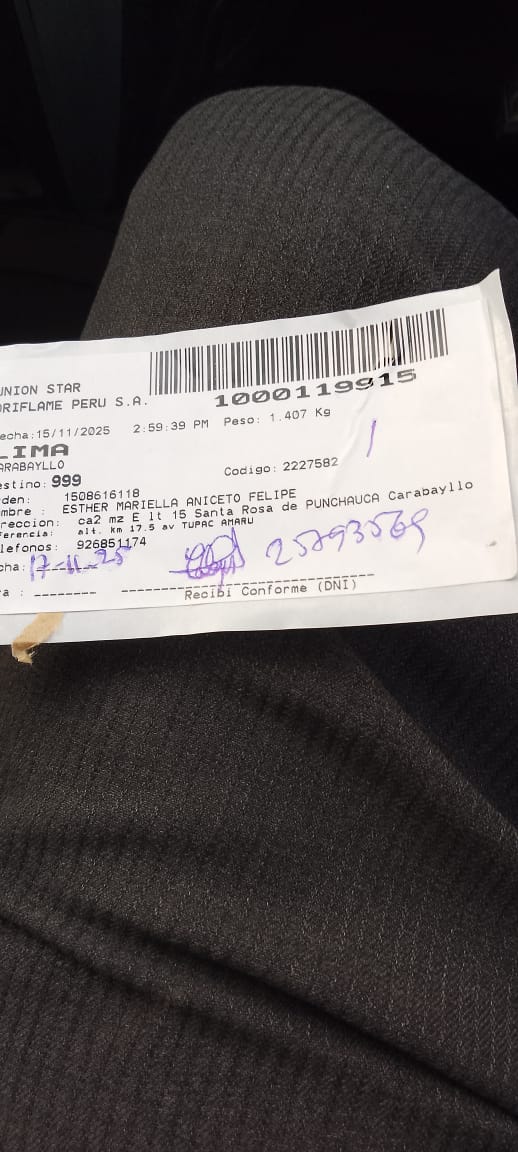 UNION STAR
ORIFLAME PERU S.A.
1000119915
echa:15/11/2025 2:59:39 PM Peso: 1.407 Kg
LIMA
ARABAYLLO
estino: 999 Codigo: 2227582
den: 1508616118
mbre : ESTHER MARIELLA ANICETO FELIPE
reccion: ca2 mz E lt 15 Santa Rosa de PUNCHAUCA Carabayllo
ferencia: alt. km 17.5 av TUPAC AMARU
lefonos: 926851174
cha: 17-11-25 25793569
a : --------
Recibi Conforme (DNI)